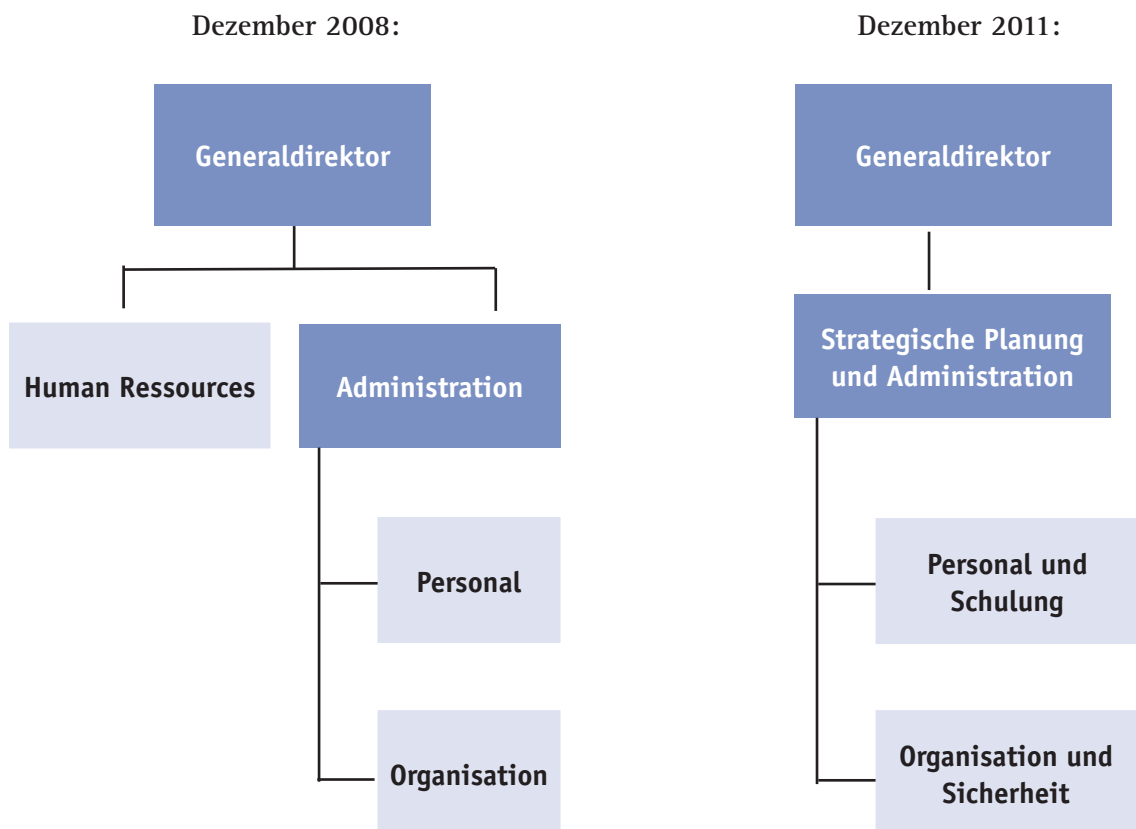 Dezember 2008:
Generaldirektor
Human Ressources
Administration
Personal
Organisation
Dezember 2011:
Generaldirektor
Strategische Planung
und Administration
Personal und
Schulung
Organisation und
Sicherheit